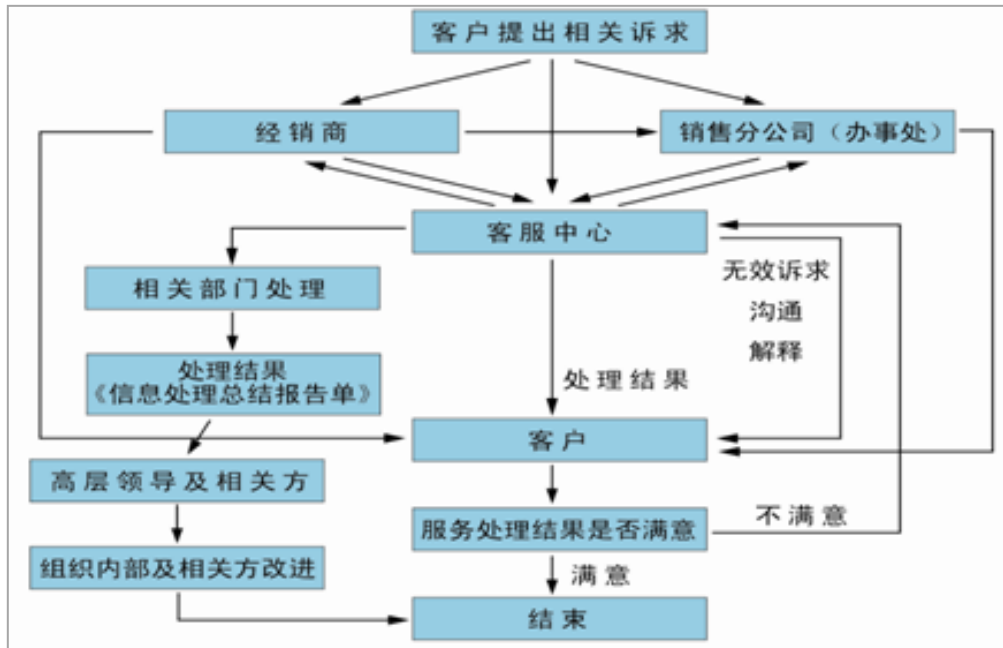 客户提出相关诉求
经销商
销售分公司（办事处）
客服中心
相关部门处理
无效诉求
沟通
解释
处理结果
《信息处理总结报告单》
处理结果
客户
高层领导及相关方
服务处理结果是否满意
不满意
组织内部及相关方改进
满意
结束